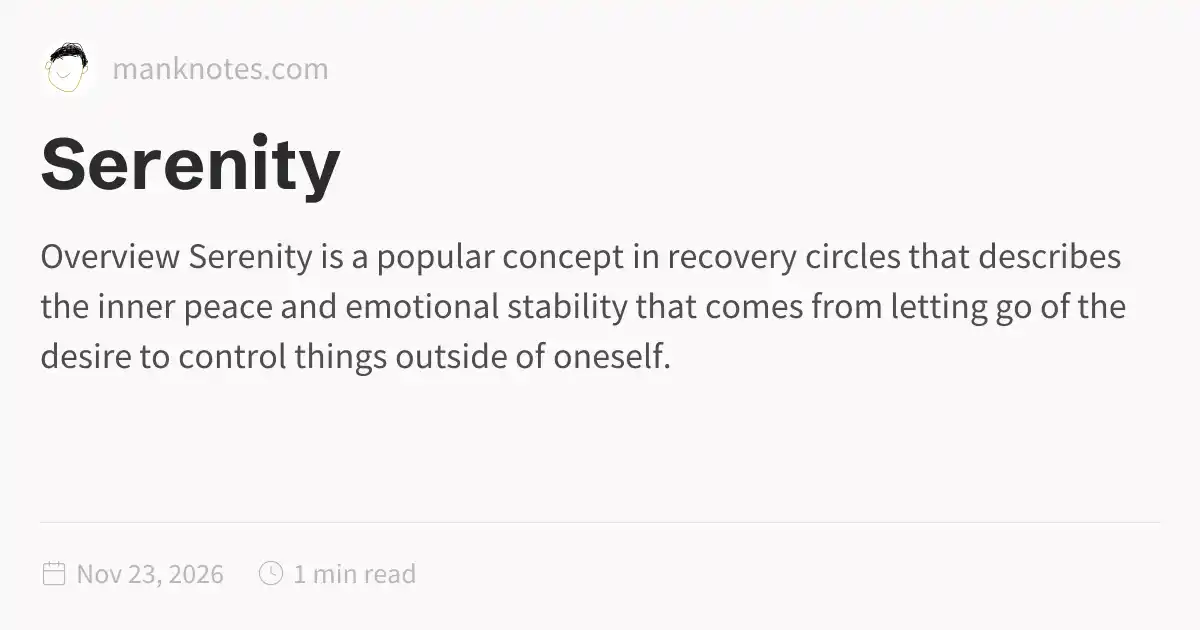 manknotes.com
Serenity
Overview Serenity is a popular concept in recovery circles that describes
the inner peace and emotional stability that comes from letting go of the
desire to control things outside of oneself.
Nov 23, 2026
1 min read